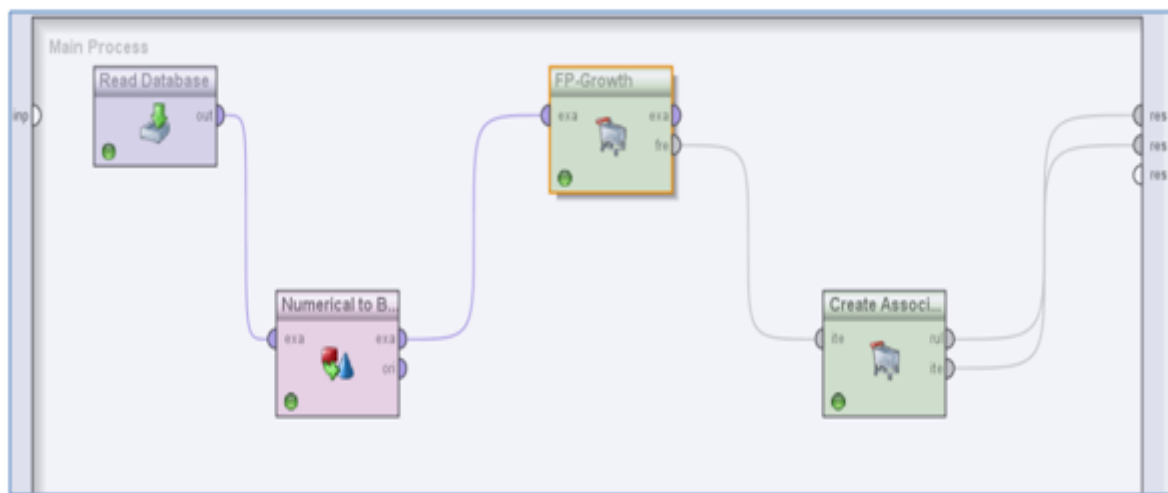 Main Process
Read Database
inp
out
FP-Growth
exa
exa
fre
res
res
res
Numerical to B...
exa
exa
ori
Create Associ...
ite
rul
ite